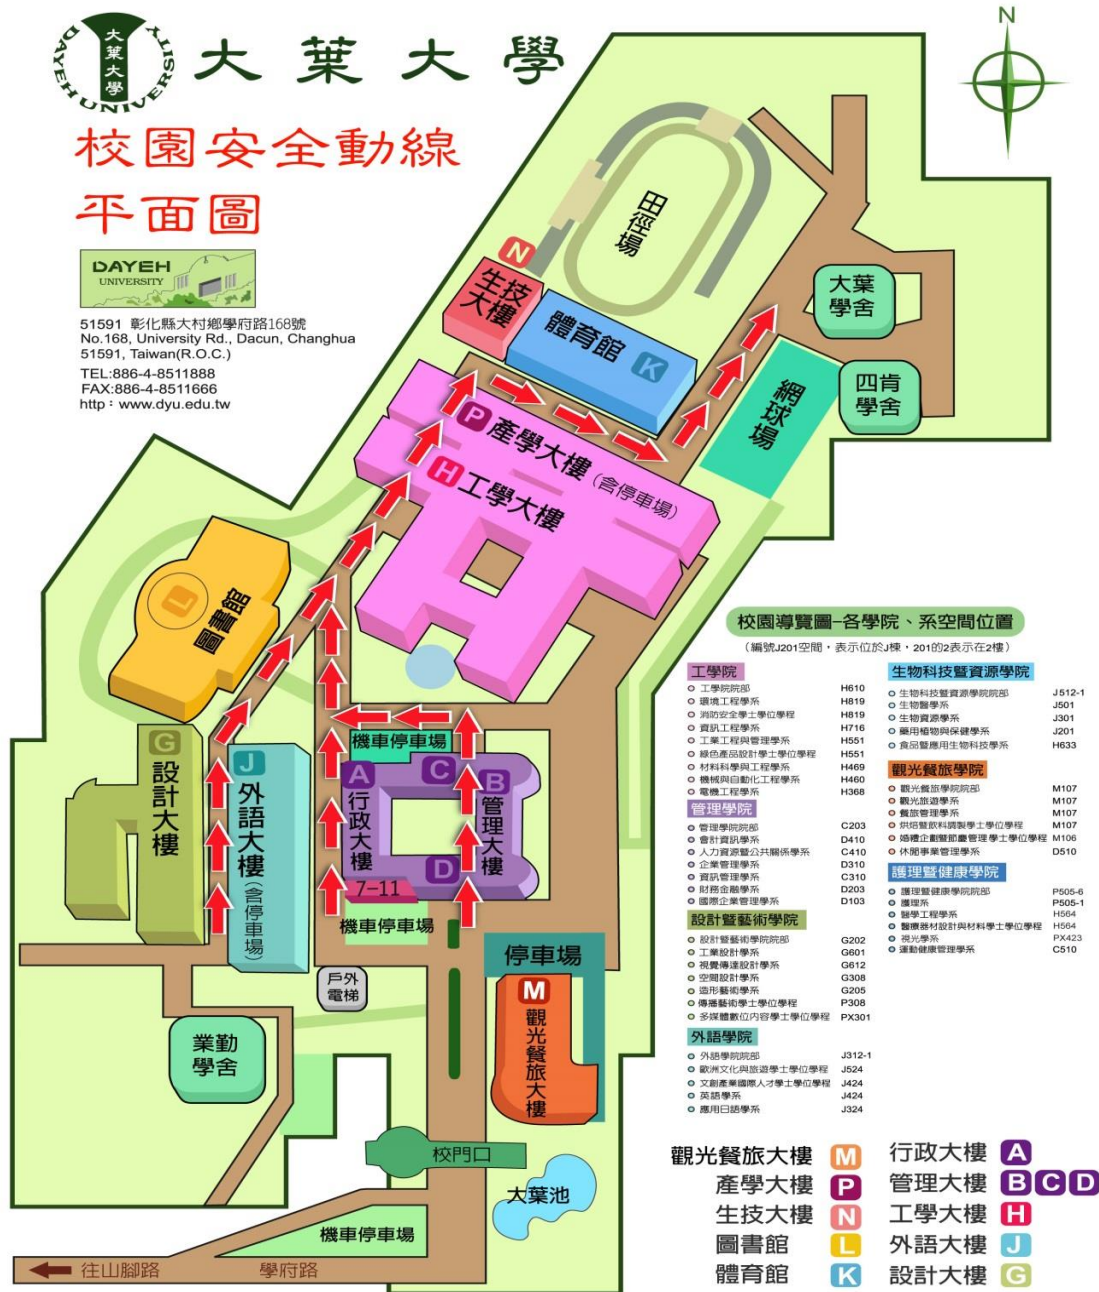 大葉大學
DAYEH UNIVERSITY
大葉大學
校園安全動線
平面圖
N
DAYEH
UNIVERSITY
51591 彰化縣大村鄉學府路168號
No.168, University Rd., Dacun, Changhua
51591, Taiwan(R.O.C.)
TEL:886-4-8511888
FAX:886-4-8511666
http：www.dyu.edu.tw
田徑場
N
生技大樓
體育館 K
大葉學舍
四肯學舍
網球場
P 產學大樓(含停車場)
H 工學大樓
L
圖書館
G
設計大樓
J
外語大樓(含停車場)
機車停車場
A
行政大樓
C
B
管理大樓
D
7-11
機車停車場
停車場
戶外電梯
M
觀光餐旅大樓
業勤學舍
校門口
大葉池
機車停車場
往山腳路
學府路
校園導覽圖-各學院、系空間位置
(編號J201空間，表示位於J棟，201的2表示在2樓)
工學院
工學院院部 H610
環境工程學系 H819
消防安全學士學位學程 H819
資訊工程學系 H716
工業工程與管理學系 H551
綠色產品設計學士學位學程 H551
材料科學與工程學系 H469
機械與自動化工程學系 H460
電機工程學系 H368
管理學院
管理學院院部 C203
會計資訊學系 D410
人力資源暨公共關係學系 C410
企業管理學系 D310
資訊管理學系 C310
財務金融學系 D203
國際企業管理學系 D103
設計暨藝術學院
設計暨藝術學院院部 G202
工業設計學系 G601
視覺傳達設計學系 G612
空間設計學系 G308
造形藝術學系 G205
傳播藝術學士學位學程 P308
多媒體數位內容學士學位學程 PX301
外語學院
外語學院院部 J312-1
歐洲文化與旅遊學士學位學程 J524
文創產業國際人才學士學位學程 J424
英語學系 J424
應用日語學系 J324
生物科技暨資源學院
生物科技暨資源學院院部 J512-1
生物醫學系 J501
生物資源學系 J301
藥用植物與保健學系 J201
食品暨應用生物科技學系 H633
觀光餐旅學院
觀光餐旅學院院部 M107
觀光旅遊學系 M107
餐旅管理學系 M107
烘焙暨飲料調製學士學位學程 M107
婚禮企劃暨節慶管理學士學位學程 M106
休閒事業管理學系 D510
護理暨健康學院
護理暨健康學院院部 P505-6
護理系 P505-1
醫學工程學系 H564
醫療器材設計與材料學士學位學程 H564
視光學系 PX423
運動健康管理學系 C510
觀光餐旅大樓 M
產學大樓 P
生技大樓 N
圖書館 L
體育館 K
行政大樓 A
管理大樓 B C D
工學大樓 H
外語大樓 J
設計大樓 G